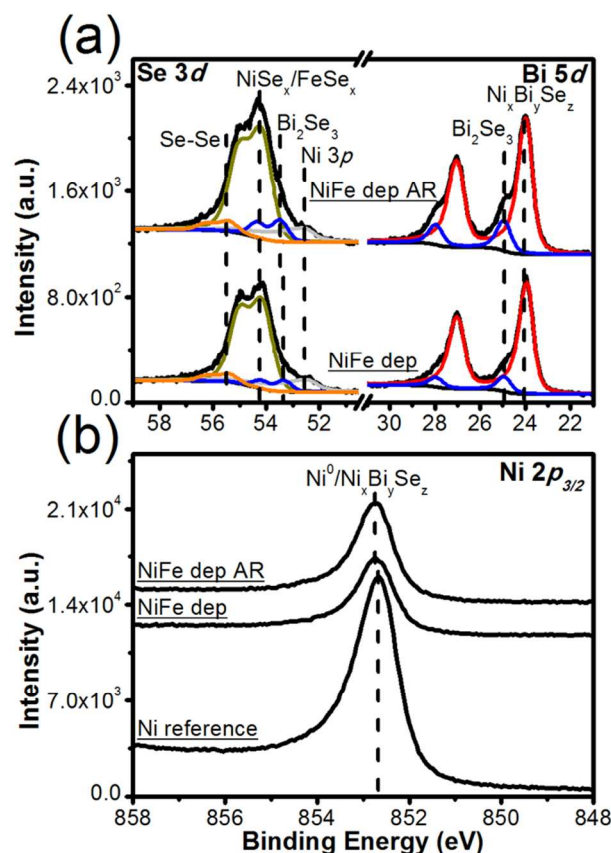 (a)
Se 3d
NiSeₓ/FeSeₓ
Bi 5d
NiₓBiᵧSe_z
Se-Se
Bi₂Se₃
Bi₂Se₃
Ni 3p
NiFe dep AR
NiFe dep
2.4x10³
1.6x10³
8.0x10²
0.0
Intensity (a.u.)
58 56 54 52 30 28 26 24 22
(b)
Ni⁰/NiₓBiᵧSe_z
Ni 2p₃/₂
NiFe dep AR
NiFe dep
Ni reference
2.1x10⁴
1.4x10⁴
7.0x10³
0.0
Intensity (a.u.)
858 856 854 852 850 848
Binding Energy (eV)